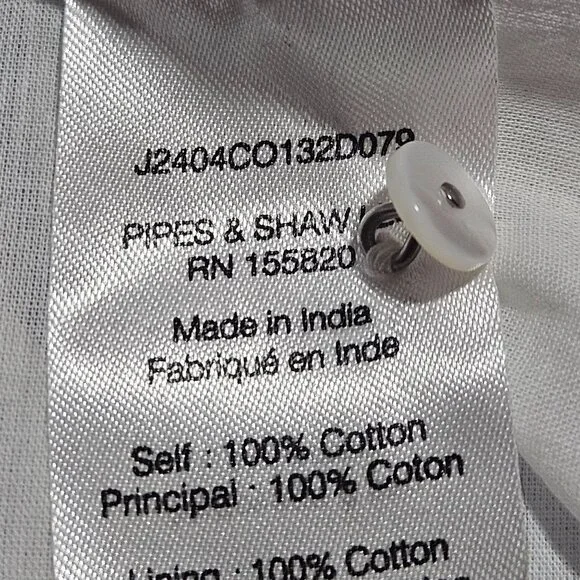 J2404CO132D079
PIPES & SHAW
RN 155820
Made in India
Fabriqué en Inde
Self : 100% Cotton
Principal : 100% Coton
Lining : 100% Cotton